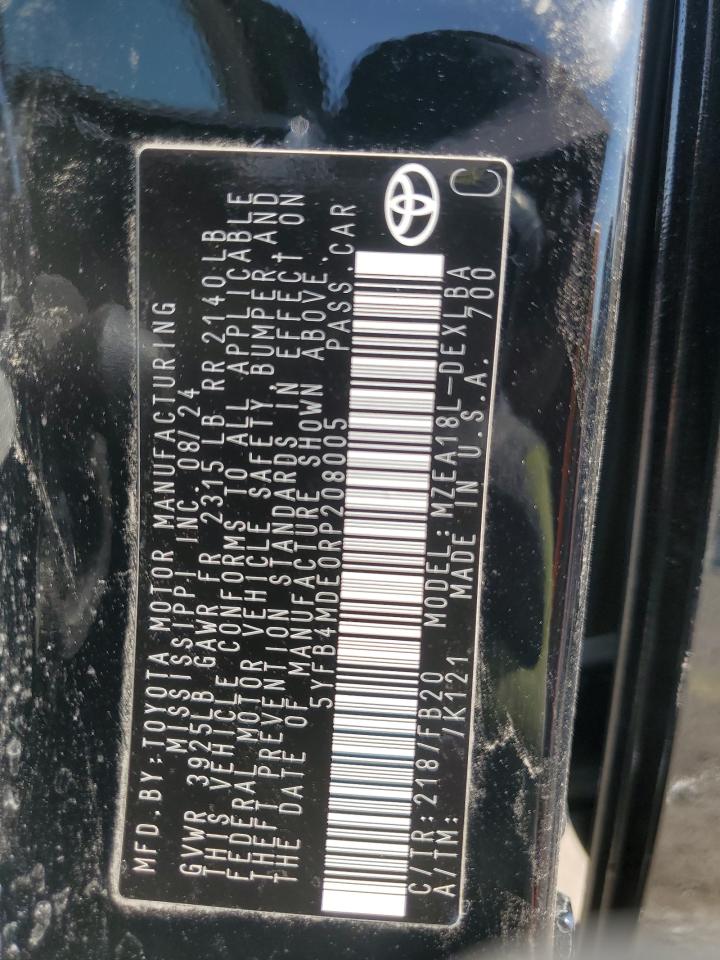 MFD. BY: TOYOTA MOTOR MANUFACTURING
MISSISSIPPI INC. 08/24
GVWR 3925LB GAWR FR 2315 LB RR 2140 LB
THIS VEHICLE CONFORMS TO ALL APPLICABLE
FEDERAL MOTOR VEHICLE SAFETY, BUMPER AND
THEFT PREVENTION STANDARDS IN EFFECT ON
THE DATE OF MANUFACTURE SHOWN ABOVE.
5YFB4MDE0RP208005 PASS. CAR
C/TR: 218/FB20 MODEL: MZEA18L-DEXLBA
A/TM: /K121 MADE IN U.S.A. 700
C